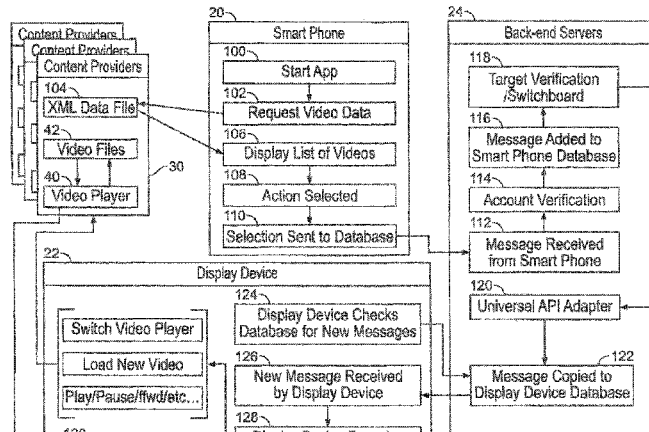 Content Providers
Content Providers
Content Providers
104
XML Data File
42
Video Files
40
Video Player
30
20
Smart Phone
100
Start App
102
Request Video Data
106
Display List of Videos
108
Action Selected
110
Selection Sent to Database
24
Back-end Servers
118
Target Verification
/Switchboard
116
Message Added to
Smart Phone Database
114
Account Verification
112
Message Received
from Smart Phone
120
Universal API Adapter
122
Message Copied to
Display Device Database
22
Display Device
Switch Video Player
Load New Video
Play/Pause/ffwd/etc...
124
Display Device Checks
Database for New Messages
126
New Message Received
by Display Device
128